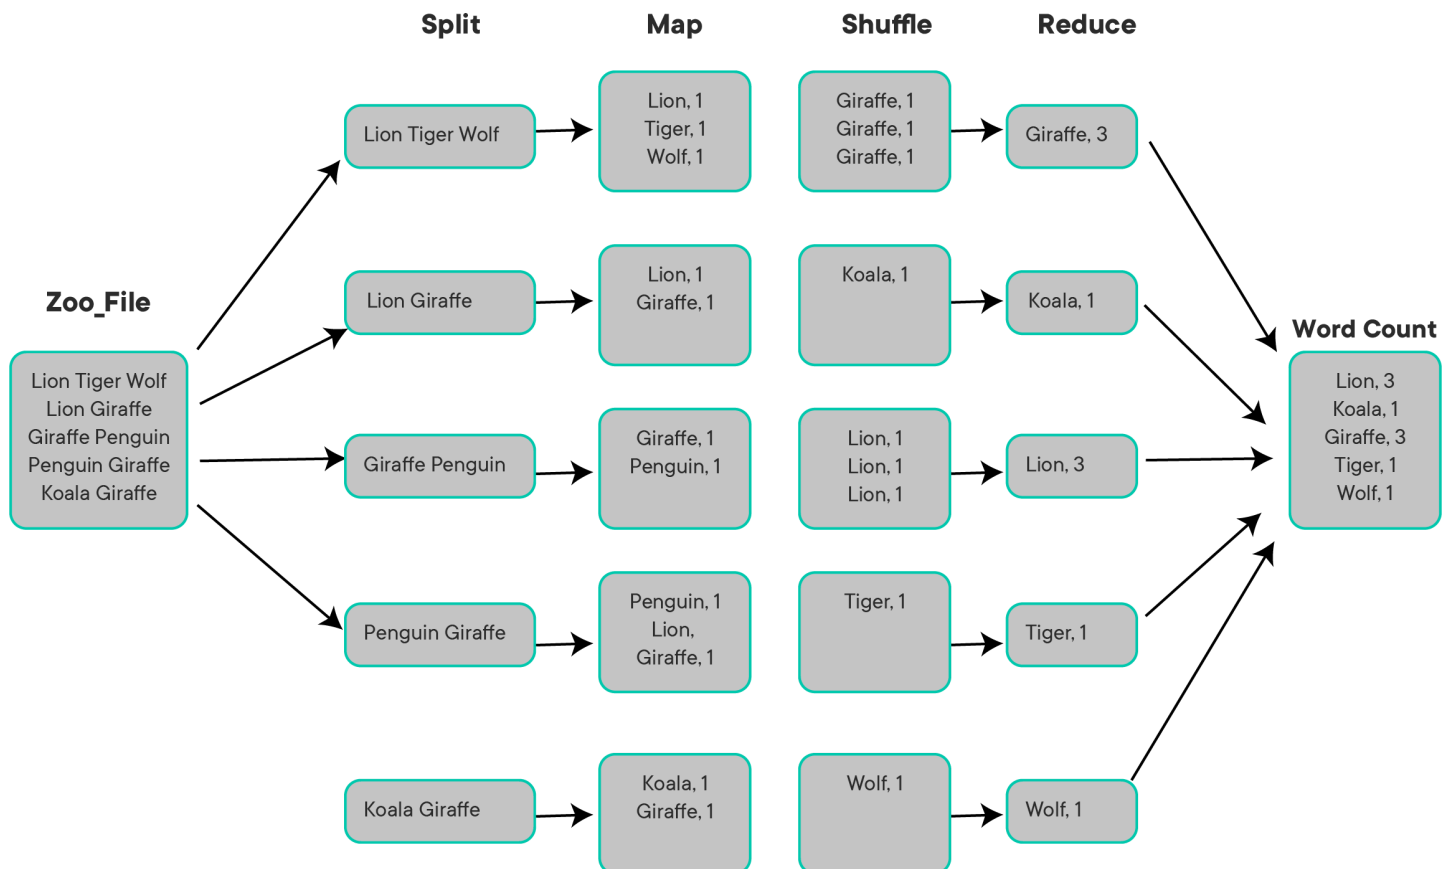 Split
Map
Shuffle
Reduce
Zoo_File
Lion Tiger Wolf
Lion Giraffe
Giraffe Penguin
Penguin Giraffe
Koala Giraffe
Lion Tiger Wolf
Lion Giraffe
Giraffe Penguin
Penguin Giraffe
Koala Giraffe
Lion, 1
Tiger, 1
Wolf, 1
Lion, 1
Giraffe, 1
Giraffe, 1
Penguin, 1
Penguin, 1
Lion,
Giraffe, 1
Koala, 1
Giraffe, 1
Giraffe, 1
Giraffe, 1
Giraffe, 1
Koala, 1
Lion, 1
Lion, 1
Lion, 1
Tiger, 1
Wolf, 1
Giraffe, 3
Koala, 1
Lion, 3
Tiger, 1
Wolf, 1
Word Count
Lion, 3
Koala, 1
Giraffe, 3
Tiger, 1
Wolf, 1